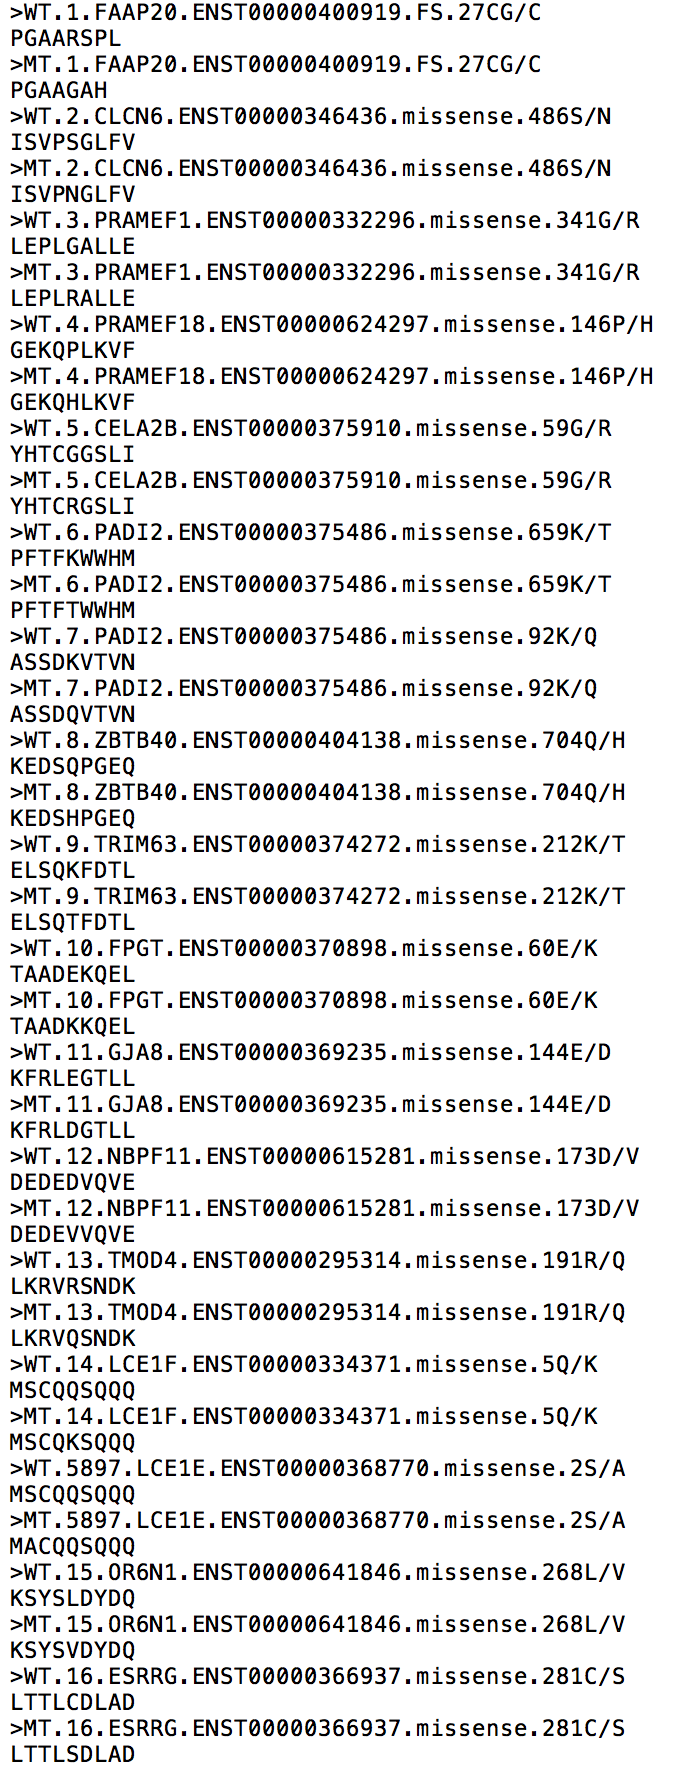 >WT.1.FAAP20.ENST00000400919.FS.27CG/C
PGAARSPL
>MT.1.FAAP20.ENST00000400919.FS.27CG/C
PGAAGAH
>WT.2.CLCN6.ENST00000346436.missense.486S/N
ISVPSGLFV
>MT.2.CLCN6.ENST00000346436.missense.486S/N
ISVPNGLFV
>WT.3.PRAMEF1.ENST00000332296.missense.341G/R
LEPLGALLE
>MT.3.PRAMEF1.ENST00000332296.missense.341G/R
LEPLRALLE
>WT.4.PRAMEF18.ENST00000624297.missense.146P/H
GEKQPLKVF
>MT.4.PRAMEF18.ENST00000624297.missense.146P/H
GEKQHLKVF
>WT.5.CELA2B.ENST00000375910.missense.59G/R
YHTCGGSLI
>MT.5.CELA2B.ENST00000375910.missense.59G/R
YHTCRGSLI
>WT.6.PADI2.ENST00000375486.missense.659K/T
PFTFKWWHM
>MT.6.PADI2.ENST00000375486.missense.659K/T
PFTFTWWHM
>WT.7.PADI2.ENST00000375486.missense.92K/Q
ASSDKVTVN
>MT.7.PADI2.ENST00000375486.missense.92K/Q
ASSDQVTVN
>WT.8.ZBTB40.ENST00000404138.missense.704Q/H
KEDSQPGEQ
>MT.8.ZBTB40.ENST00000404138.missense.704Q/H
KEDSHPGEQ
>WT.9.TRIM63.ENST00000374272.missense.212K/T
ELSQKFDTL
>MT.9.TRIM63.ENST00000374272.missense.212K/T
ELSQTFDTL
>WT.10.FPGT.ENST00000370898.missense.60E/K
TAADEKQEL
>MT.10.FPGT.ENST00000370898.missense.60E/K
TAADKKQEL
>WT.11.GJA8.ENST00000369235.missense.144E/D
KFRLEGTLL
>MT.11.GJA8.ENST00000369235.missense.144E/D
KFRLDGTLL
>WT.12.NBPF11.ENST00000615281.missense.173D/V
DEDEDVQVE
>MT.12.NBPF11.ENST00000615281.missense.173D/V
DEDEVVQVE
>WT.13.TMOD4.ENST00000295314.missense.191R/Q
LKRVRSNDK
>MT.13.TMOD4.ENST00000295314.missense.191R/Q
LKRVQSNDK
>WT.14.LCE1F.ENST00000334371.missense.5Q/K
MSCQQSQQQ
>MT.14.LCE1F.ENST00000334371.missense.5Q/K
MSCQKSQQQ
>WT.5897.LCE1E.ENST00000368770.missense.2S/A
MSCQQSQQQ
>MT.5897.LCE1E.ENST00000368770.missense.2S/A
MACQQSQQQ
>WT.15.OR6N1.ENST00000641846.missense.268L/V
KSYSLDYDQ
>MT.15.OR6N1.ENST00000641846.missense.268L/V
KSYSVDYDQ
>WT.16.ESRRG.ENST00000366937.missense.281C/S
LTTLCDLAD
>MT.16.ESRRG.ENST00000366937.missense.281C/S
LTTLSDLAD